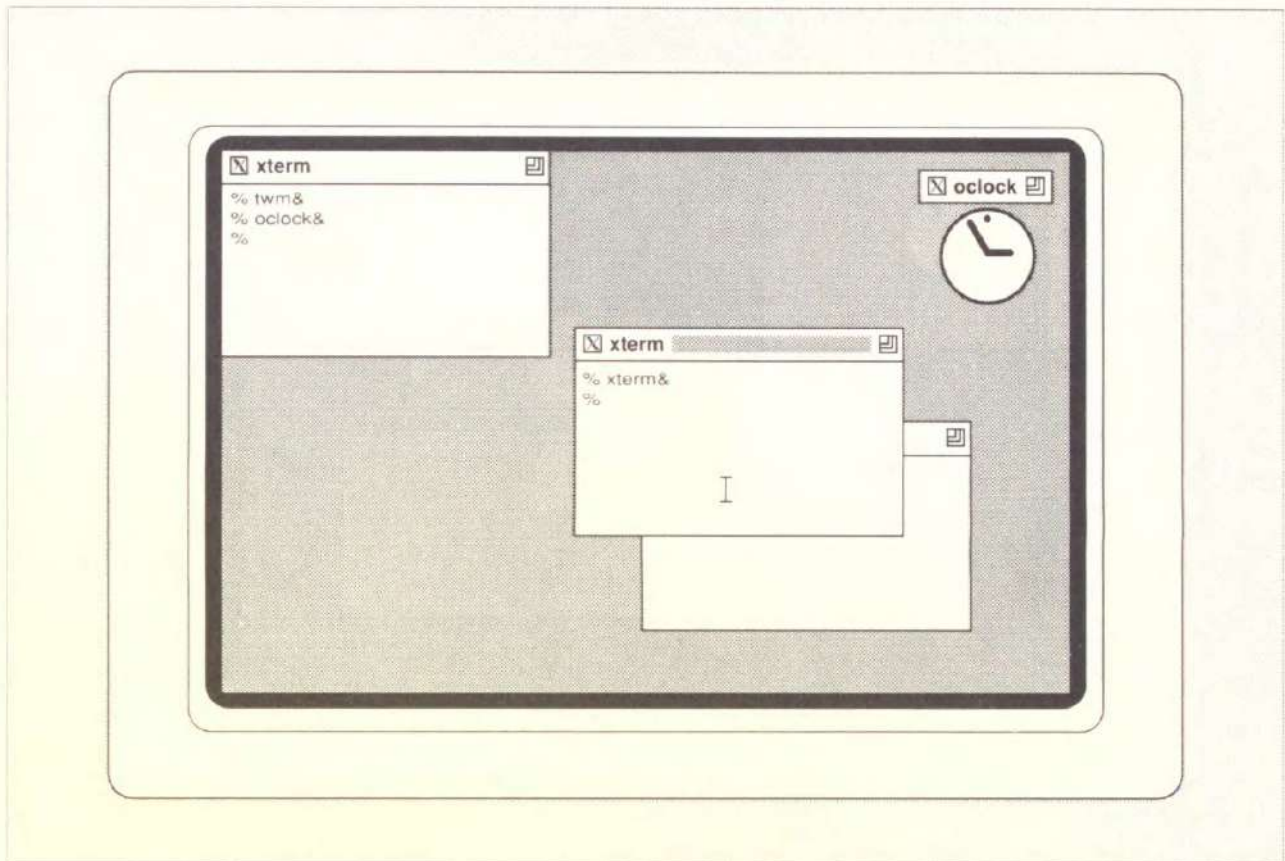 xterm
% twm&
% oclock&
%
oclock
xterm
% xterm&
%